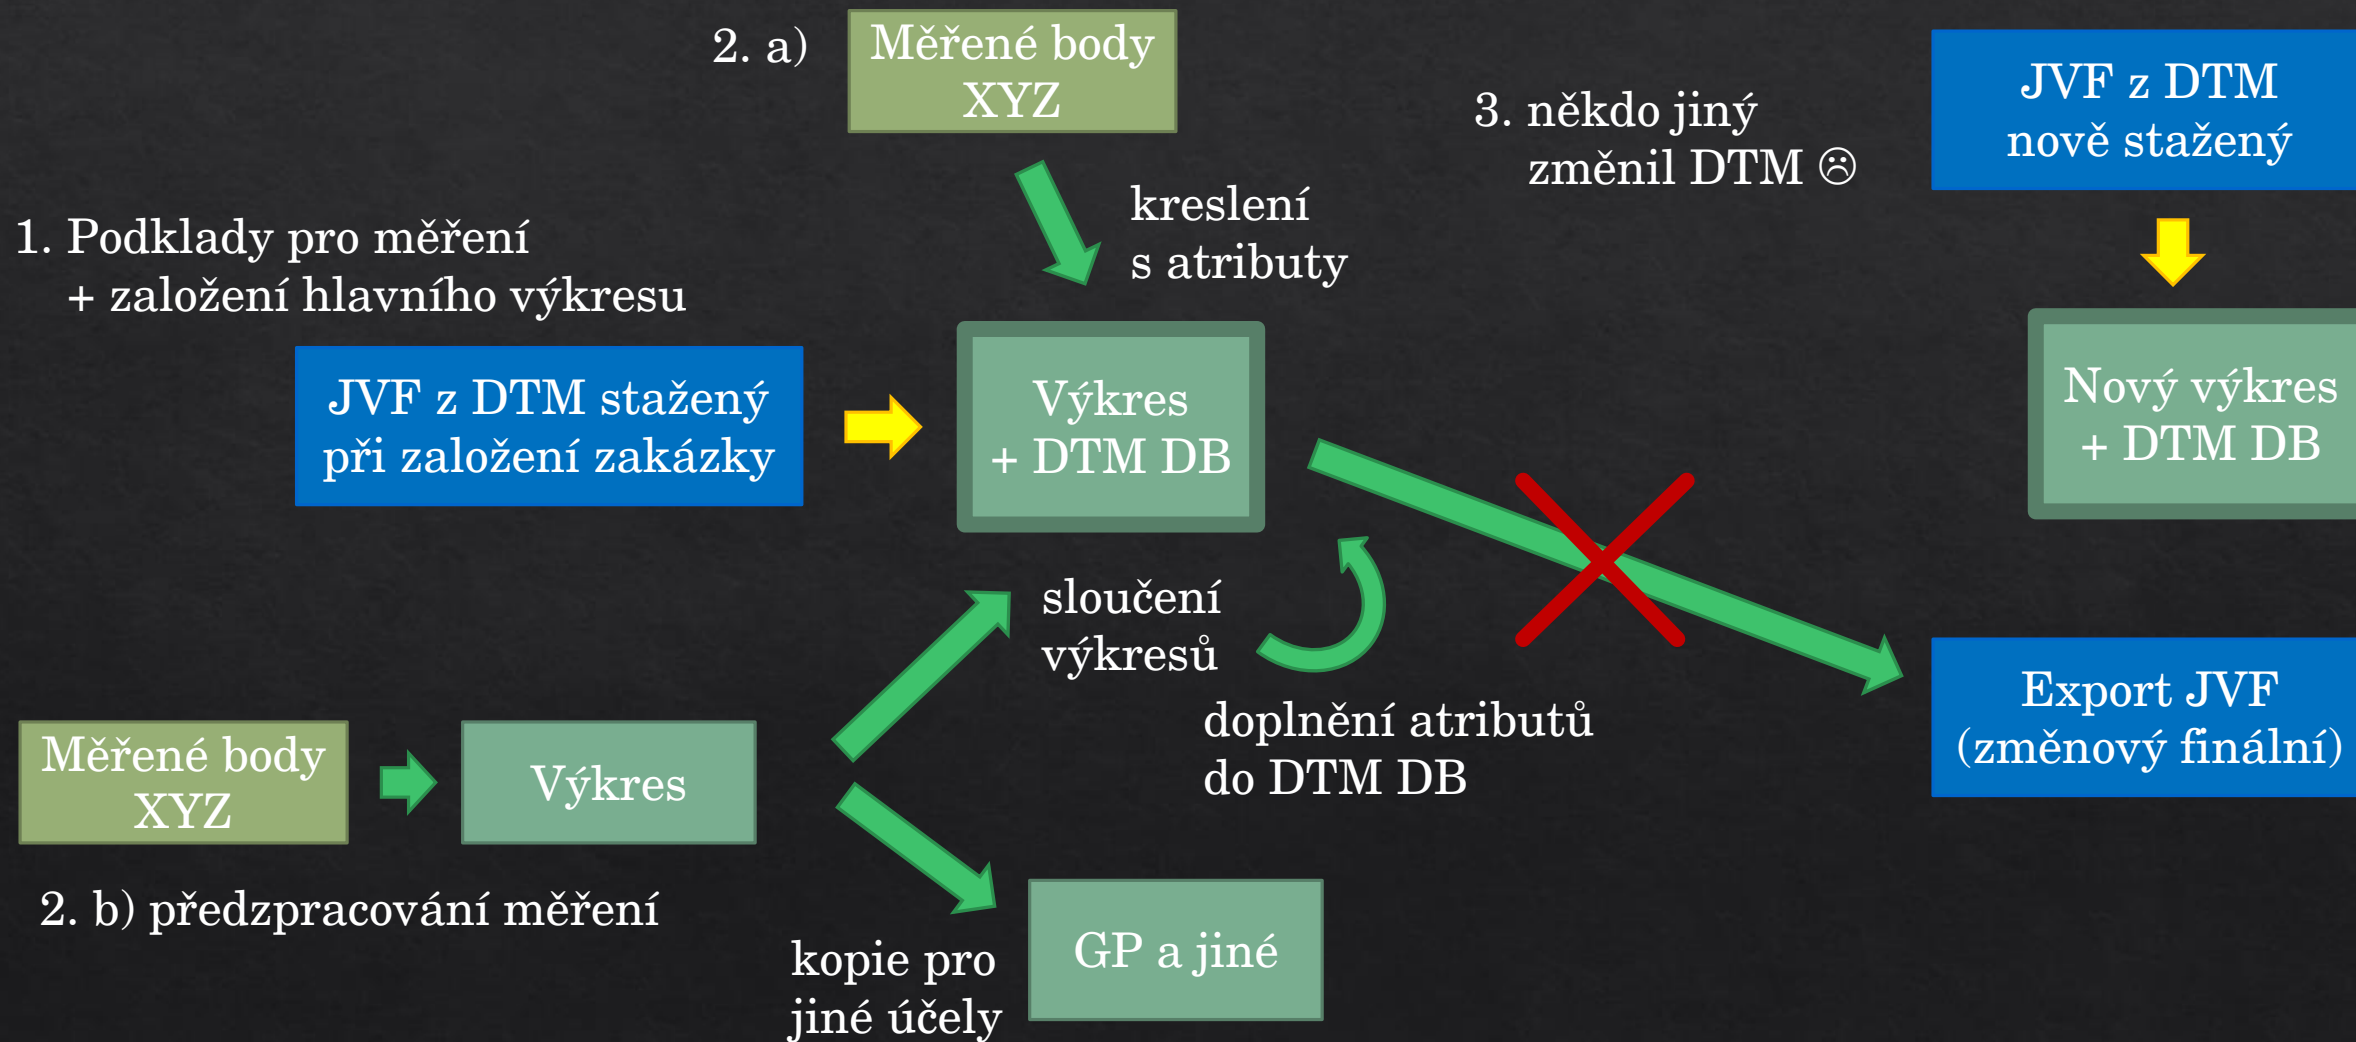 2. a)
Měřené body
XYZ
kreslení
s atributy
3. někdo jiný
změnil DTM ☹
JVF z DTM
nově stažený
1. Podklady pro měření
+ založení hlavního výkresu
JVF z DTM stažený
při založení zakázky
Výkres
+ DTM DB
Nový výkres
+ DTM DB
sloučení
výkresů
doplnění atributů
do DTM DB
Export JVF
(změnový finální)
Měřené body
XYZ
Výkres
2. b) předzpracování měření
kopie pro
jiné účely
GP a jiné